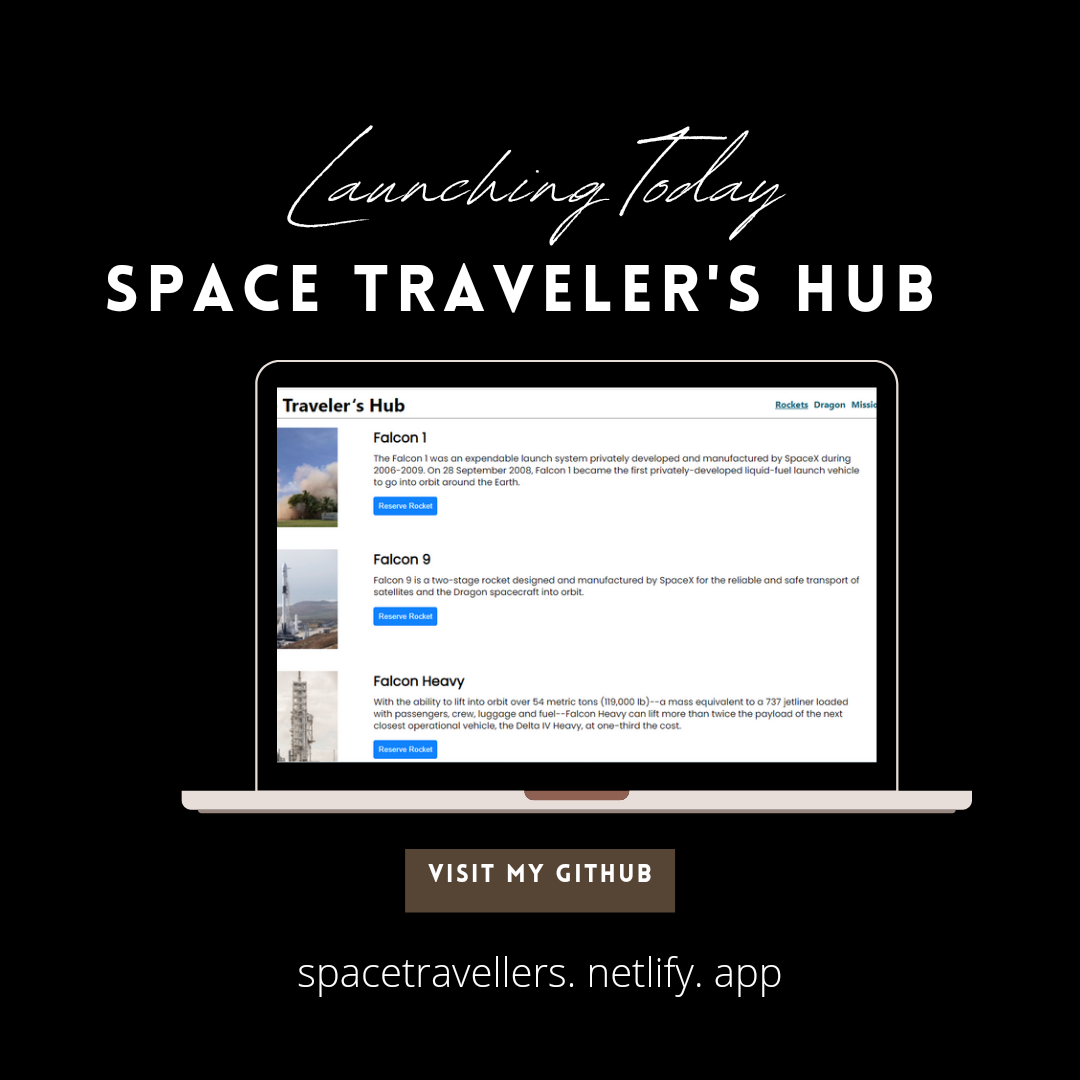 Launching Today
SPACE TRAVELER'S HUB
Traveler's Hub
Rockets Dragon Missio
Falcon 1
The Falcon 1 was an expendable launch system privately developed and manufactured by SpaceX during
2006-2009. On 28 September 2008, Falcon 1 became the first privately-developed liquid-fuel launch vehicle
to go into orbit around the Earth.
Reserve Rocket
Falcon 9
Falcon 9 is a two-stage rocket designed and manufactured by SpaceX for the reliable and safe transport of
satellites and the Dragon spacecraft into orbit.
Reserve Rocket
Falcon Heavy
With the ability to lift into orbit over 54 metric tons (119,000 lb)--a mass equivalent to a 737 jetliner loaded
with passengers, crew, luggage and fuel--Falcon Heavy can lift more than twice the payload of the next
closest operational vehicle, the Delta IV Heavy, at one-third the cost.
Reserve Rocket
VISIT MY GITHUB
spacetravellers. netlify. app